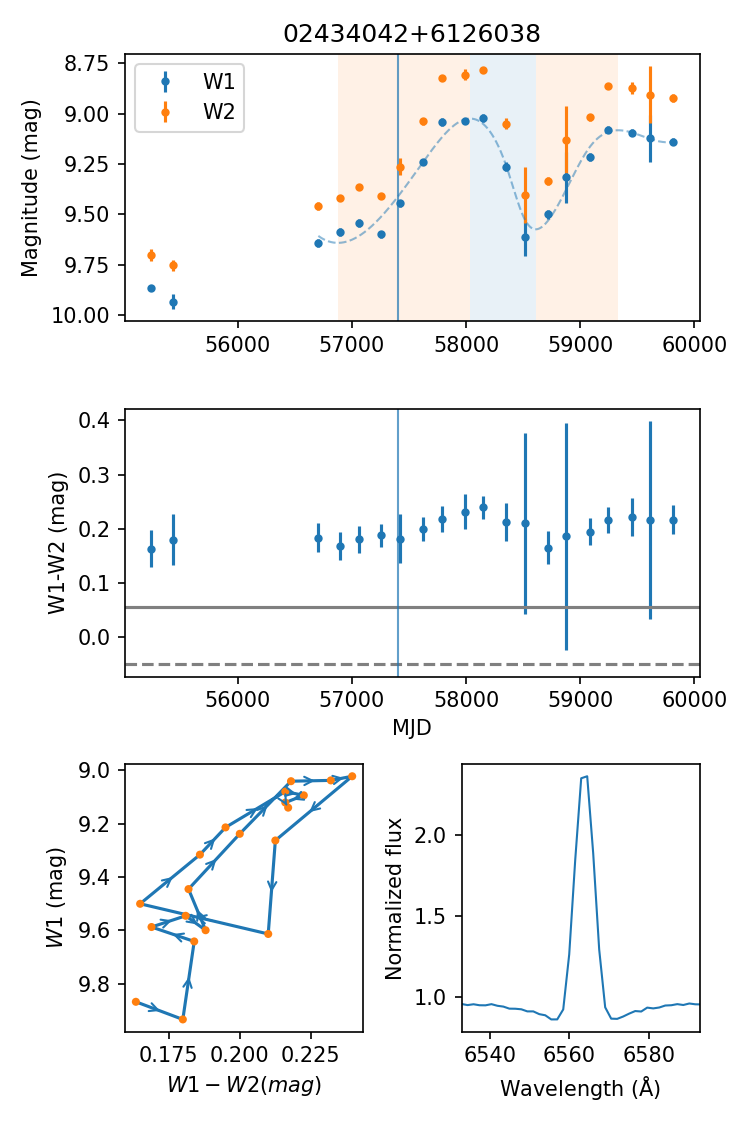 02434042+6126038
Magnitude (mag)
8.75
9.00
9.25
9.50
9.75
10.00
W1
W2
56000 57000 58000 59000 60000
W1-W2 (mag)
0.4
0.3
0.2
0.1
0.0
56000 57000 58000 59000 60000
MJD
W1 (mag)
9.0
9.2
9.4
9.6
9.8
0.175 0.200 0.225
W1 − W2(mag)
Normalized flux
2.0
1.5
1.0
6540 6560 6580
Wavelength (Å)